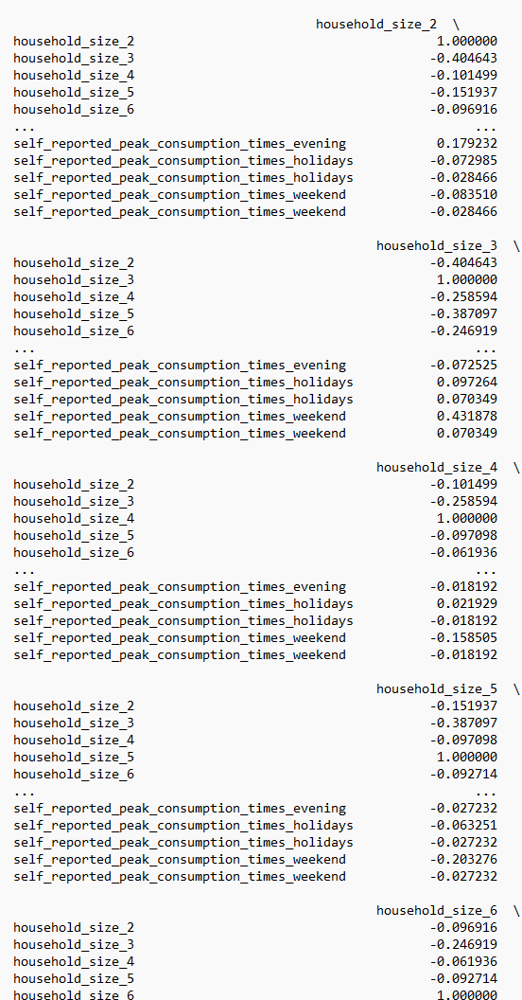 household_size_2 \
household_size_2 1.000000
household_size_3 -0.404643
household_size_4 -0.101499
household_size_5 -0.151937
household_size_6 -0.096916
... ...
self_reported_peak_consumption_times_evening 0.179232
self_reported_peak_consumption_times_holidays -0.072985
self_reported_peak_consumption_times_holidays -0.028466
self_reported_peak_consumption_times_weekend -0.083510
self_reported_peak_consumption_times_weekend -0.028466
household_size_3 \
household_size_2 -0.404643
household_size_3 1.000000
household_size_4 -0.258594
household_size_5 -0.387097
household_size_6 -0.246919
... ...
self_reported_peak_consumption_times_evening -0.072525
self_reported_peak_consumption_times_holidays 0.097264
self_reported_peak_consumption_times_holidays 0.070349
self_reported_peak_consumption_times_weekend 0.431878
self_reported_peak_consumption_times_weekend 0.070349
household_size_4 \
household_size_2 -0.101499
household_size_3 -0.258594
household_size_4 1.000000
household_size_5 -0.097098
household_size_6 -0.061936
... ...
self_reported_peak_consumption_times_evening -0.018192
self_reported_peak_consumption_times_holidays 0.021929
self_reported_peak_consumption_times_holidays -0.018192
self_reported_peak_consumption_times_weekend -0.158505
self_reported_peak_consumption_times_weekend -0.018192
household_size_5 \
household_size_2 -0.151937
household_size_3 -0.387097
household_size_4 -0.097098
household_size_5 1.000000
household_size_6 -0.092714
... ...
self_reported_peak_consumption_times_evening -0.027232
self_reported_peak_consumption_times_holidays -0.063251
self_reported_peak_consumption_times_holidays -0.027232
self_reported_peak_consumption_times_weekend -0.203276
self_reported_peak_consumption_times_weekend -0.027232
household_size_6 \
household_size_2 -0.096916
household_size_3 -0.246919
household_size_4 -0.061936
household_size_5 -0.092714
household_size_6 1.000000